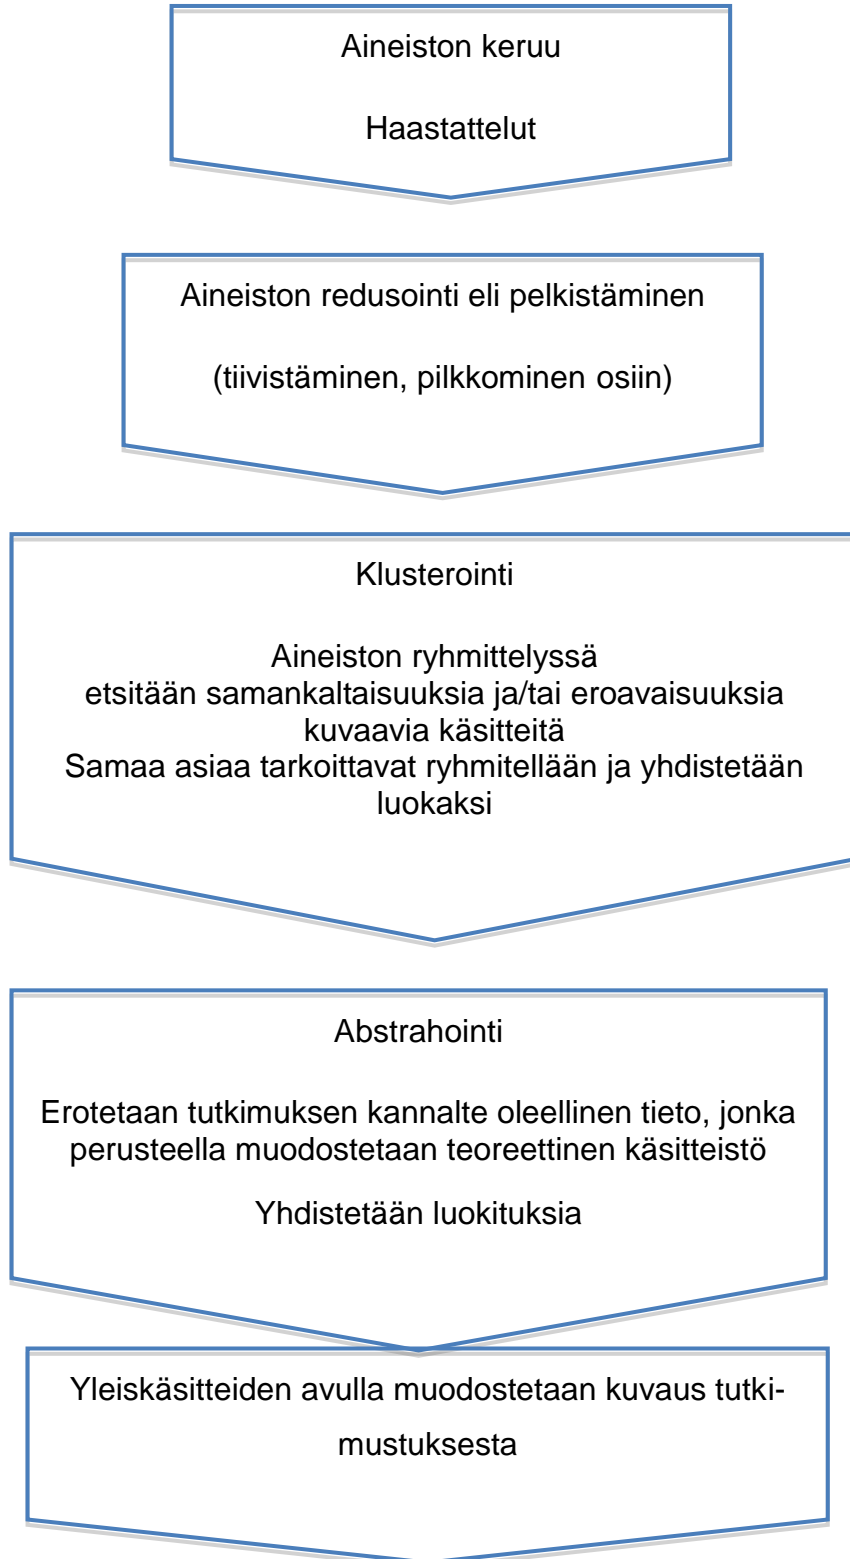 Aineiston keruu
Haastattelut
Aineiston redusointi eli pelkistäminen
(tiivistäminen, pilkkominen osiin)
Klusterointi
Aineiston ryhmittelyssä
etsitään samankaltaisuuksia ja/tai eroavaisuuksia
kuvaavia käsitteitä
Samaa asiaa tarkoittavat ryhmitellään ja yhdistetään
luokaksi
Abstrahointi
Erotetaan tutkimuksen kannalte oleellinen tieto, jonka
perusteella muodostetaan teoreettinen käsitteistö
Yhdistetään luokituksia
Yleiskäsitteiden avulla muodostetaan kuvaus tutki-
mustuksesta